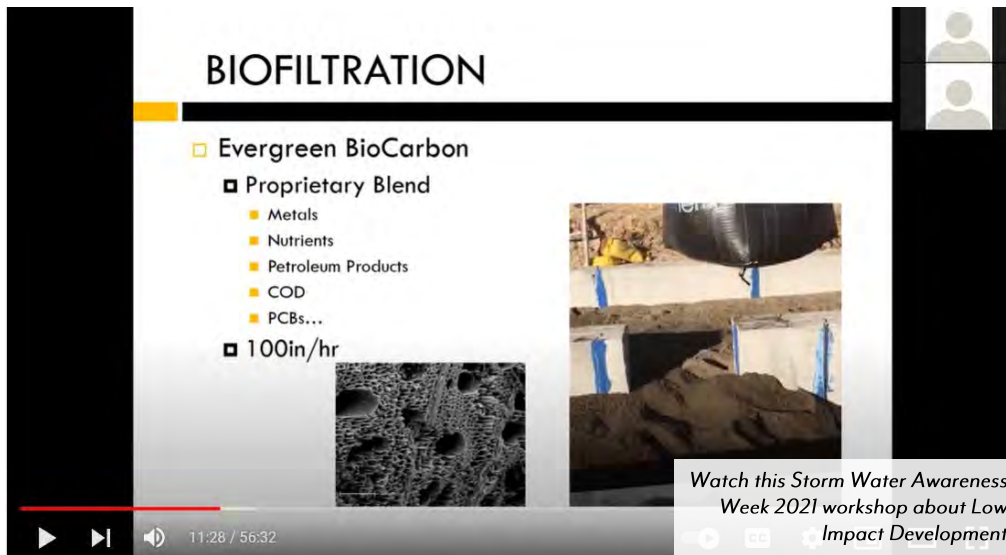 BIOFILTRATION
Evergreen BioCarbon
Proprietary Blend
Metals
Nutrients
Petroleum Products
COD
PCBs...
100in/hr
Watch this Storm Water Awareness
Week 2021 workshop about Low
Impact Development
11:28 / 56:32
CC